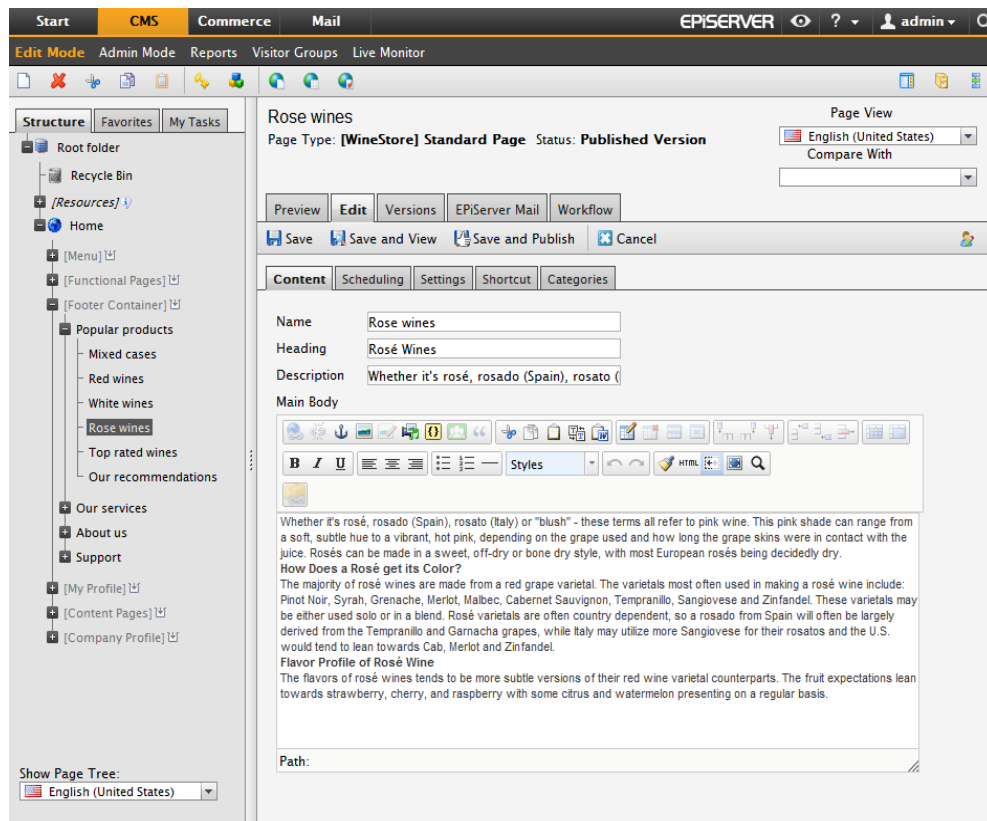 Start CMS Commerce Mail EPiSERVER ? admin
Edit Mode Admin Mode Reports Visitor Groups Live Monitor
Structure Favorites My Tasks
Root folder
Recycle Bin
[Resources]
Home
[Menu]
[Functional Pages]
[Footer Container]
Popular products
Mixed cases
Red wines
White wines
Rose wines
Top rated wines
Our recommendations
Our services
About us
Support
[My Profile]
[Content Pages]
[Company Profile]
Show Page Tree:
English (United States)
Rose wines
Page Type: [WineStore] Standard Page Status: Published Version
Page View
English (United States)
Compare With
Preview Edit Versions EPiServer Mail Workflow
Save Save and View Save and Publish Cancel
Content Scheduling Settings Shortcut Categories
Name Rose wines
Heading Rosé Wines
Description Whether it's rosé, rosado (Spain), rosato (
Main Body
B I U Styles HTML
Whether it's rosé, rosado (Spain), rosato (Italy) or "blush" - these terms all refer to pink wine. This pink shade can range from
a soft, subtle hue to a vibrant, hot pink, depending on the grape used and how long the grape skins were in contact with the
juice. Rosés can be made in a sweet, off-dry or bone dry style, with most European rosés being decidedly dry.
How Does a Rosé get its Color?
The majority of rosé wines are made from a red grape varietal. The varietals most often used in making a rosé wine include:
Pinot Noir, Syrah, Grenache, Merlot, Malbec, Cabernet Sauvignon, Tempranillo, Sangiovese and Zinfandel. These varietals may
be either used solo or in a blend. Rosé varietals are often country dependent, so a rosado from Spain will often be largely
derived from the Tempranillo and Garnacha grapes, while Italy may utilize more Sangiovese for their rosatos and the U.S.
would tend to lean towards Cab, Merlot and Zinfandel.
Flavor Profile of Rosé Wine
The flavors of rosé wines tends to be more subtle versions of their red wine varietal counterparts. The fruit expectations lean
towards strawberry, cherry, and raspberry with some citrus and watermelon presenting on a regular basis.
Path: